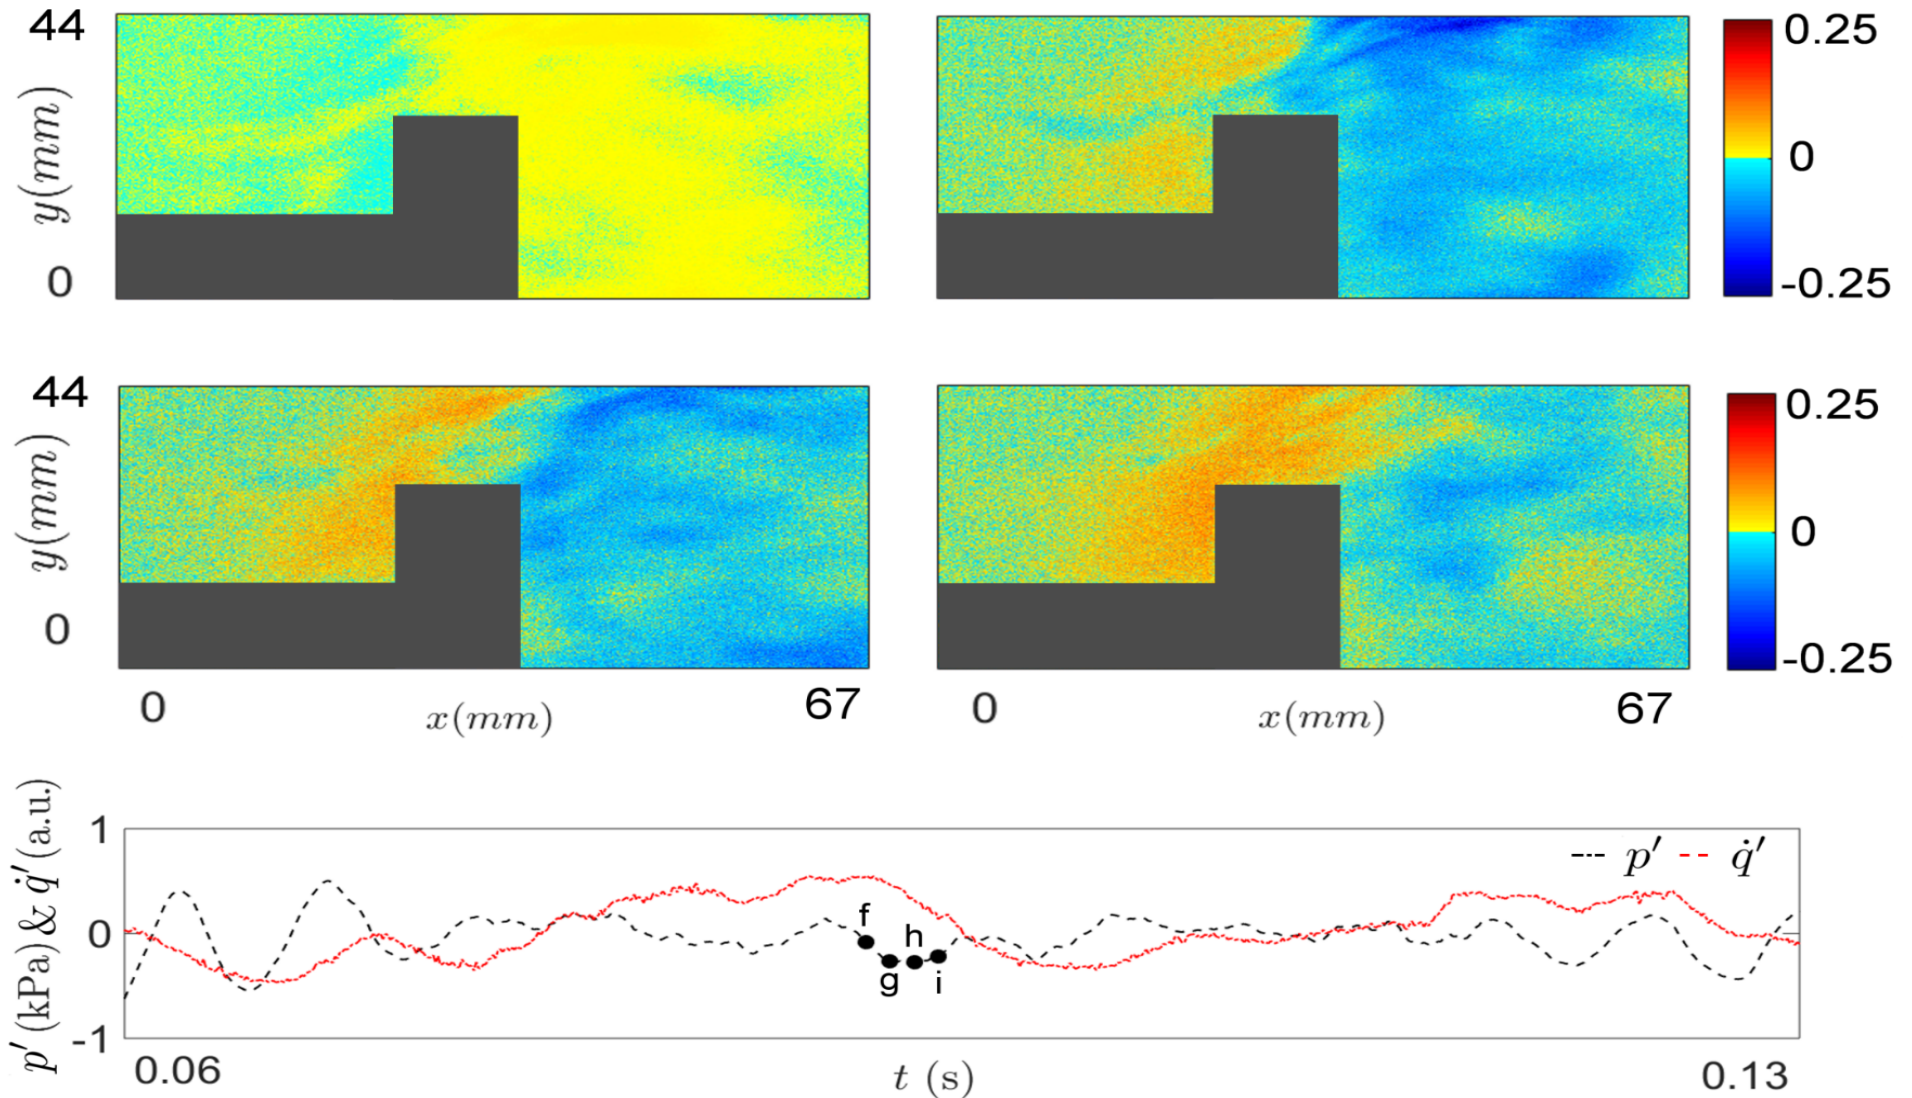 44
0.25
y(mm)
0
0
-0.25
44
0.25
y(mm)
0
0
-0.25
0
x(mm)
67
0
x(mm)
67
p′(kPa) & q̇′(a.u.)
1
p′
q̇′
f
h
0
g
i
-1
0.06
t (s)
0.13